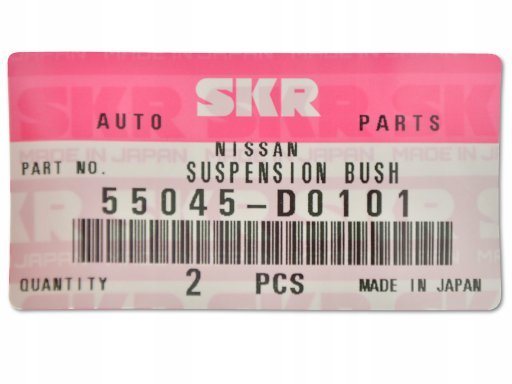 SKR
AUTO PARTS
NISSAN
PART NO. SUSPENSION BUSH
55045-D0101
QUANTITY 2 PCS MADE IN JAPAN